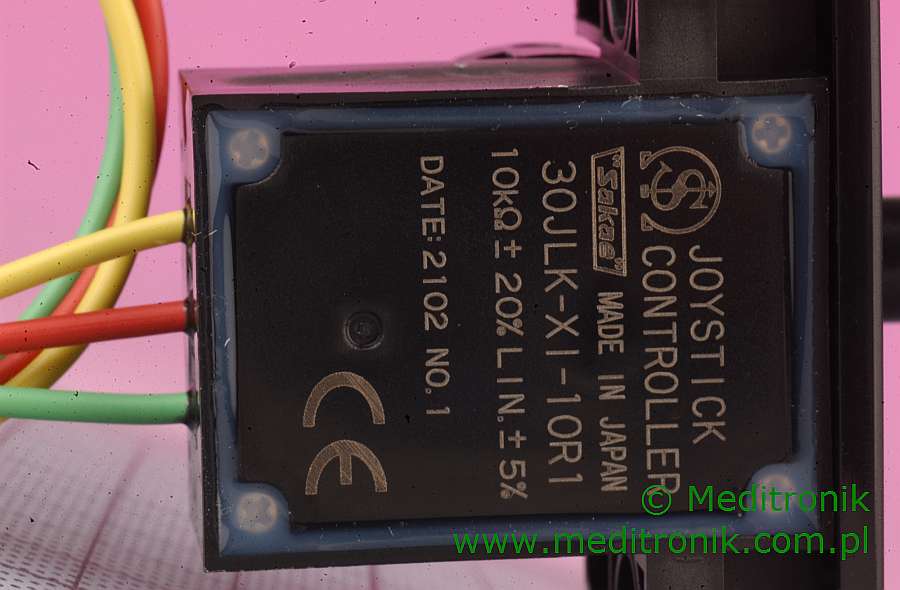 JOYSTICK
CONTROLLER
"Sakae" MADE IN JAPAN
30JLK-XI-10R1
10kΩ ± 20% LIN. ± 5%
DATE: 2102 NO.1
CE
© Meditronik
www.meditronik.com.pl